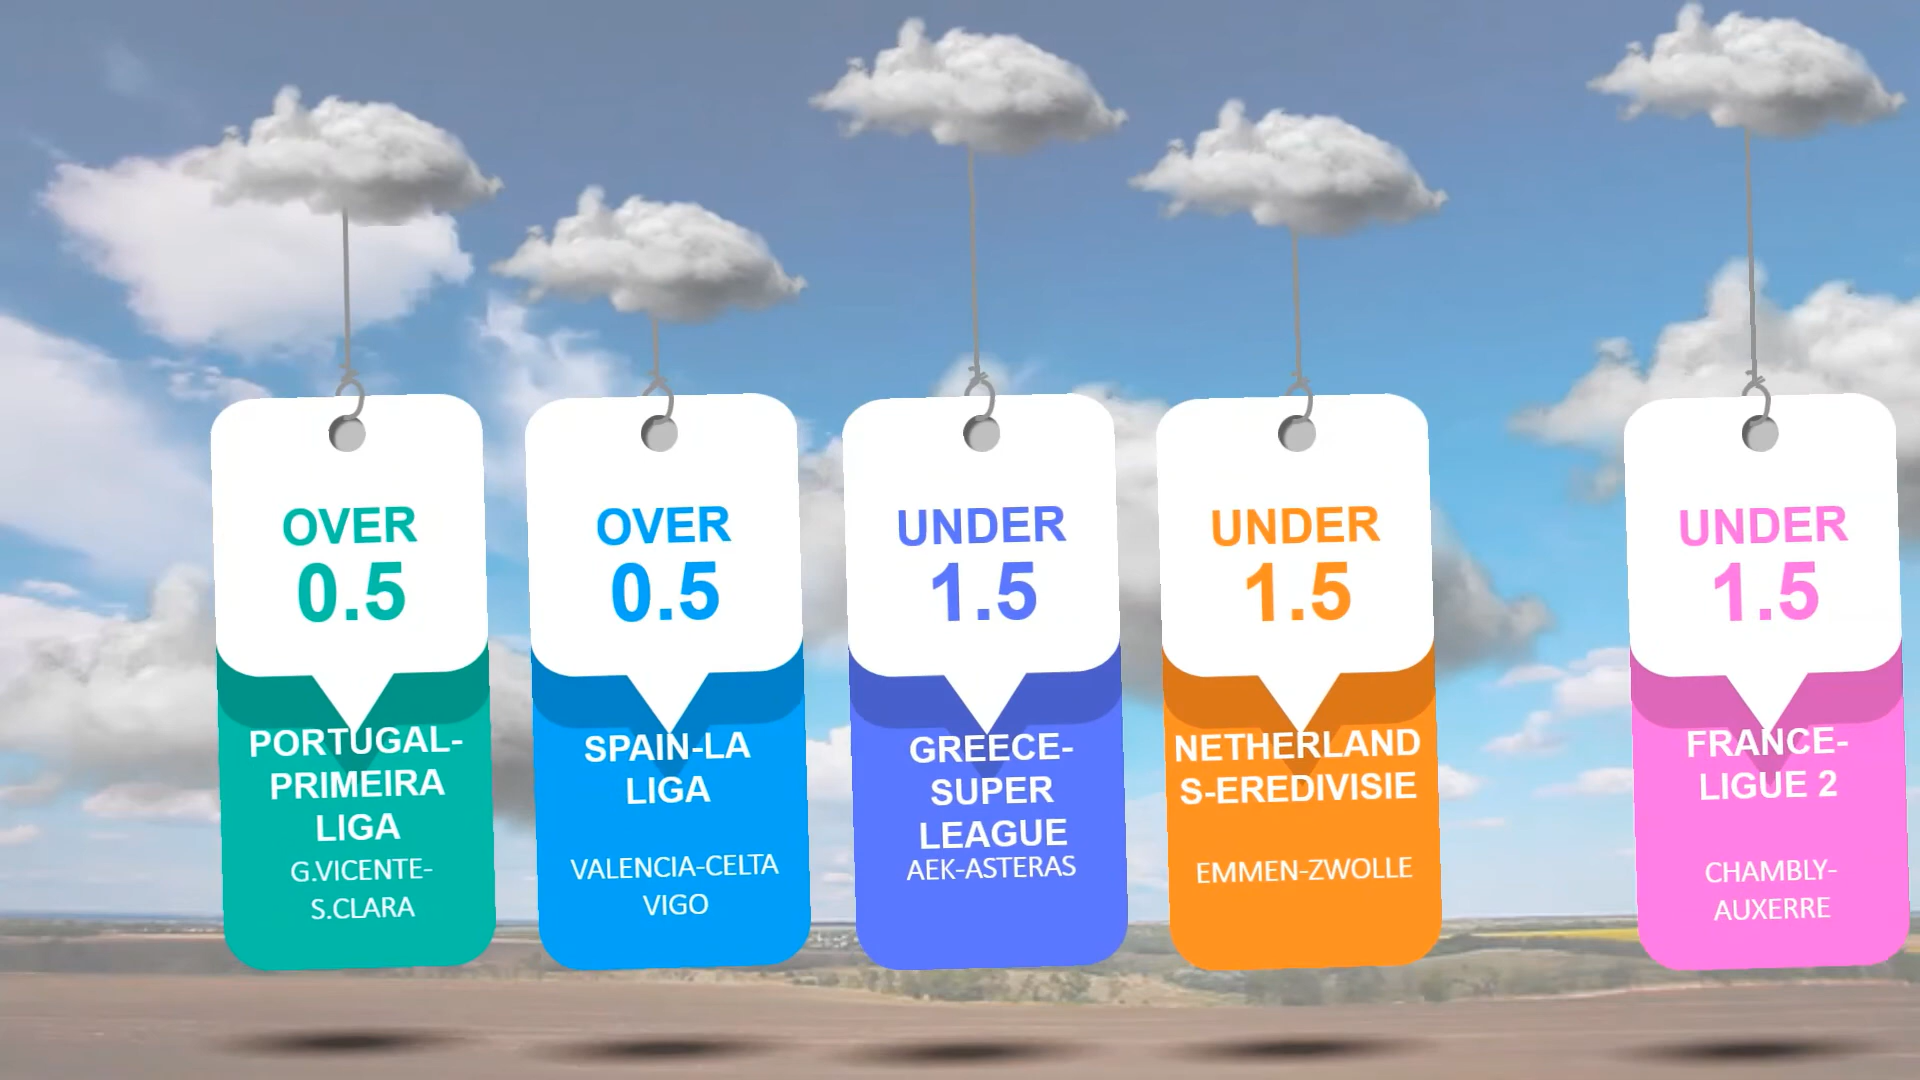 OVER
0.5
PORTUGAL-
PRIMEIRA
LIGA
G.VICENTE-
S.CLARA
OVER
0.5
SPAIN-LA
LIGA
VALENCIA-CELTA
VIGO
UNDER
1.5
GREECE-
SUPER
LEAGUE
AEK-ASTERAS
UNDER
1.5
NETHERLAND
S-EREDIVISIE
EMMEN-ZWOLLE
UNDER
1.5
FRANCE-
LIGUE 2
CHAMBLY-
AUXERRE